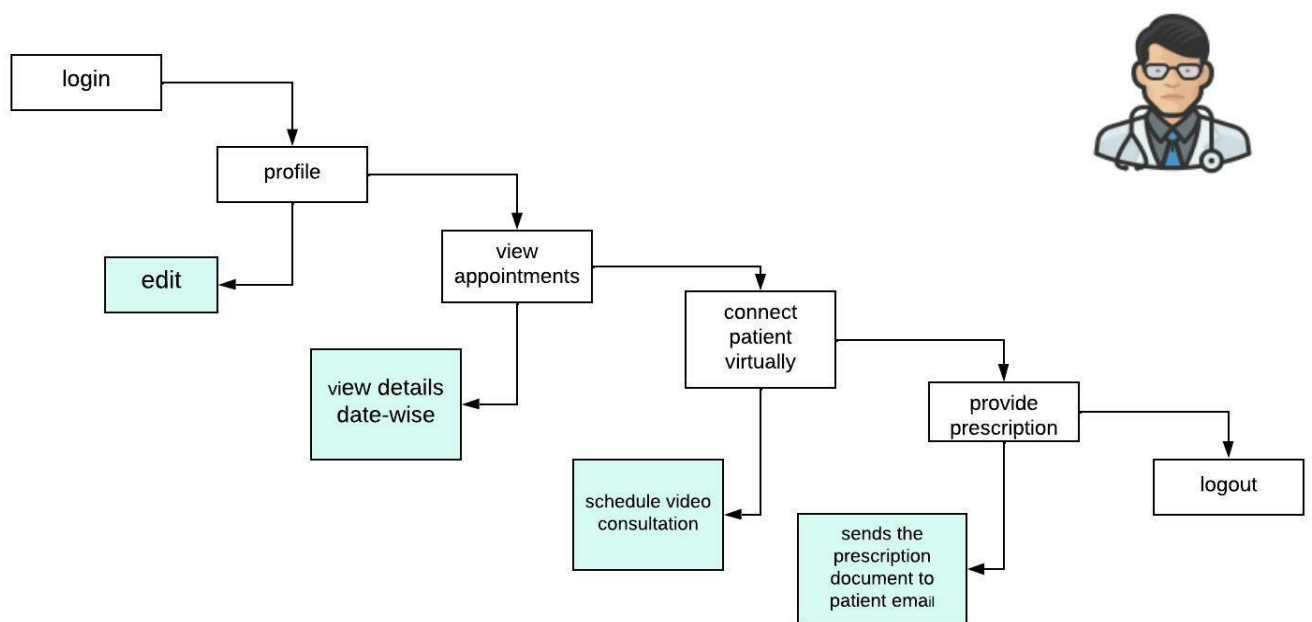 login
profile
edit
view
appointments
view details
date-wise
connect
patient
virtually
schedule video
consultation
provide
prescription
sends the
prescription
document to
patient email
logout